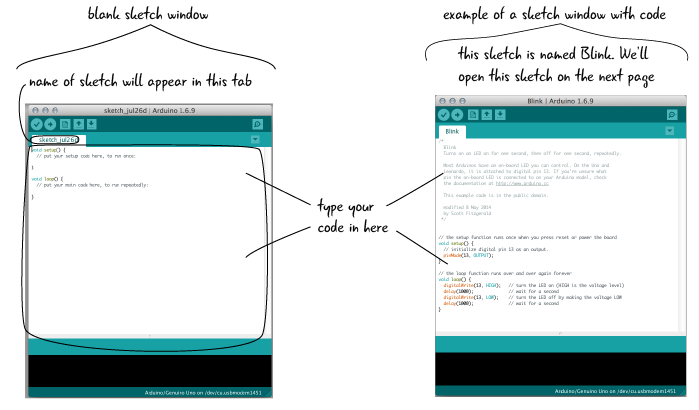 blank sketch window
name of sketch will appear in this tab
sketch_jul26d | Arduino 1.6.9
sketch_jul26d
void setup() {
// put your setup code here, to run once:
}
void loop() {
// put your main code here, to run repeatedly:
}
Arduino/Genuino Uno on /dev/cu.usbmodem1451
type your
code in here
example of a sketch window with code
this sketch is named Blink. We'll
open this sketch on the next page
Blink | Arduino 1.6.9
Blink
/*
Blink
Turns on an LED on for one second, then off for one second, repeatedly.
Most Arduinos have an on-board LED you can control. On the Uno and
Leonardo, it is attached to digital pin 13. If you're unsure what
pin the on-board LED is connected to on your Arduino model, check
the documentation at http://www.arduino.cc
This example code is in the public domain.
modified 8 May 2014
by Scott Fitzgerald
*/
// the setup function runs once when you press reset or power the board
void setup() {
// initialize digital pin 13 as an output.
pinMode(13, OUTPUT);
}
// the loop function runs over and over again forever
void loop() {
digitalWrite(13, HIGH); // turn the LED on (HIGH is the voltage level)
delay(1000); // wait for a second
digitalWrite(13, LOW); // turn the LED off by making the voltage LOW
delay(1000); // wait for a second
}
Arduino/Genuino Uno on /dev/cu.usbmodem1451